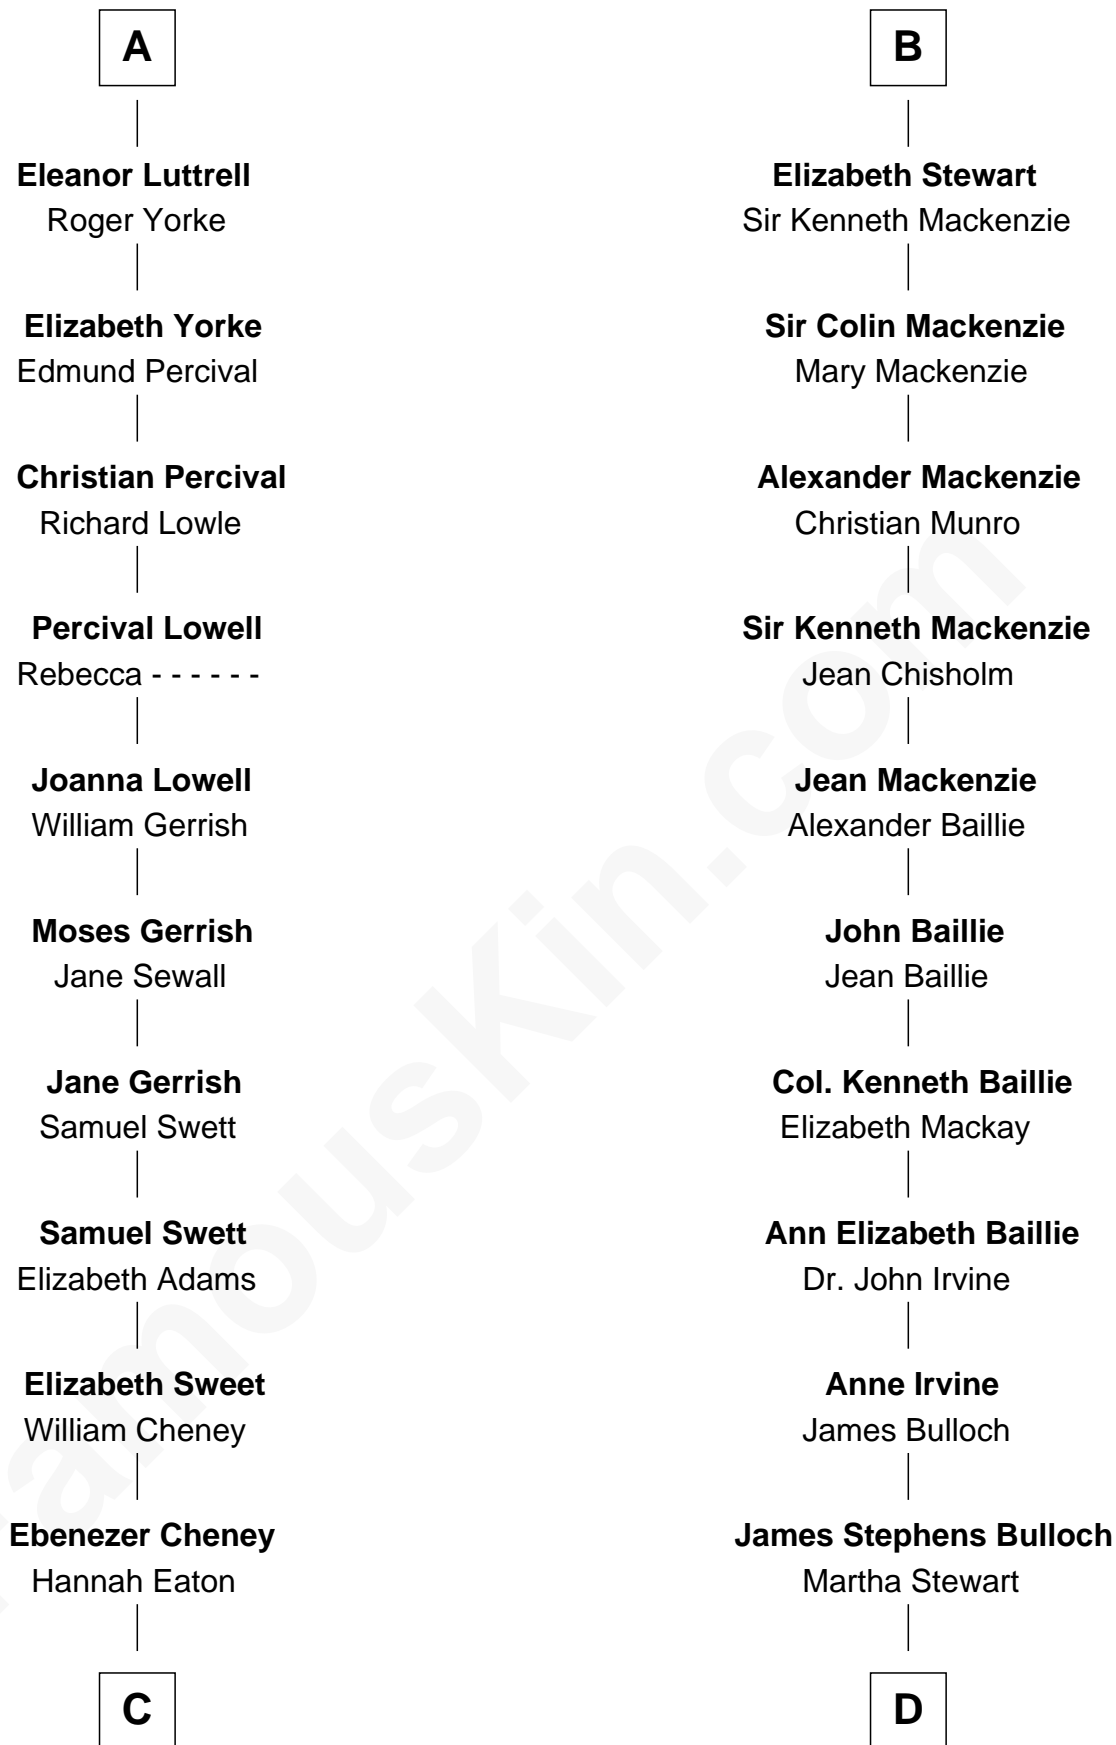 A
Eleanor Luttrell
Roger Yorke
Elizabeth Yorke
Edmund Percival
Christian Percival
Richard Lowle
Percival Lowell
Rebecca - - - - - -
Joanna Lowell
William Gerrish
Moses Gerrish
Jane Sewall
Jane Gerrish
Samuel Swett
Samuel Swett
Elizabeth Adams
Elizabeth Sweet
William Cheney
Ebenezer Cheney
Hannah Eaton
C
B
Elizabeth Stewart
Sir Kenneth Mackenzie
Sir Colin Mackenzie
Mary Mackenzie
Alexander Mackenzie
Christian Munro
Sir Kenneth Mackenzie
Jean Chisholm
Jean Mackenzie
Alexander Baillie
John Baillie
Jean Baillie
Col. Kenneth Baillie
Elizabeth Mackay
Ann Elizabeth Baillie
Dr. John Irvine
Anne Irvine
James Bulloch
James Stephens Bulloch
Martha Stewart
D
FamousKin.com